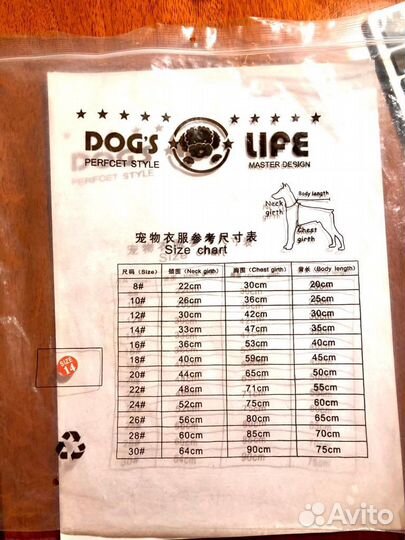 ★★★★★ ★★★★★
DOG'S LIFE
PERFCET STYLE MASTER DESIGN
PERFCET STYLE
Body length
Neck girth
Chest girth
宠物衣服参考尺寸表
Size chart
尺码(Size) 颈围(Neck girth) 胸围(Chest girth) 背长(Body length)
8# 22cm 30cm 20cm
10# 26cm 36cm 25cm
12# 30cm 42cm 30cm
14# 33cm 47cm 35cm
16# 36cm 53cm 40cm
18# 40cm 59cm 45cm
20# 44cm 65cm 50cm
22# 48cm 71cm 55cm
24# 52cm 75cm 60cm
26# 56cm 80cm 65cm
28# 60cm 85cm 70cm
30# 64cm 90cm 75cm
SIZE
14
Avito